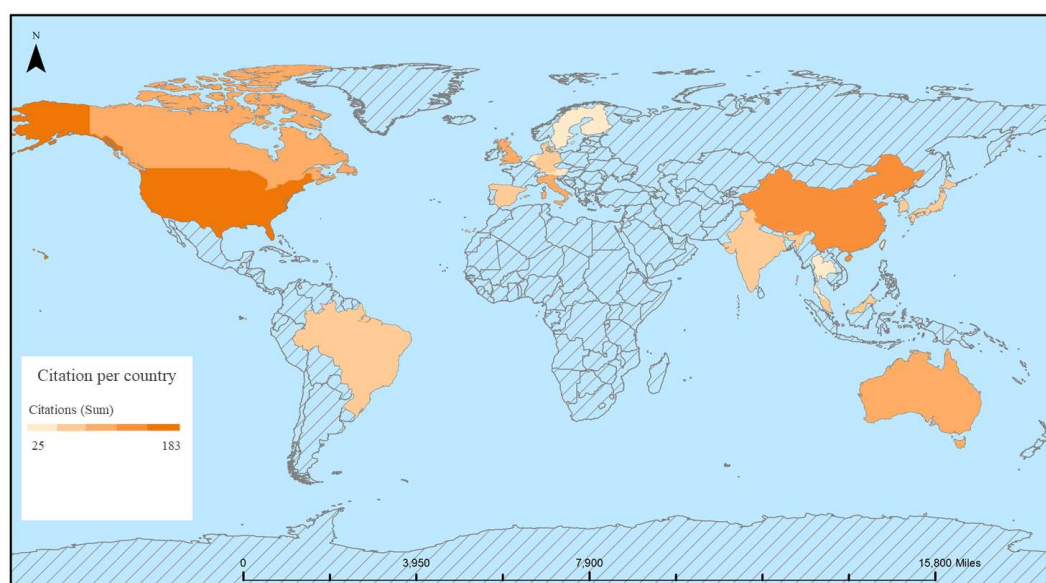 N
Citation per country
Citations (Sum)
25 183
0 3,950 7,900 15,800 Miles